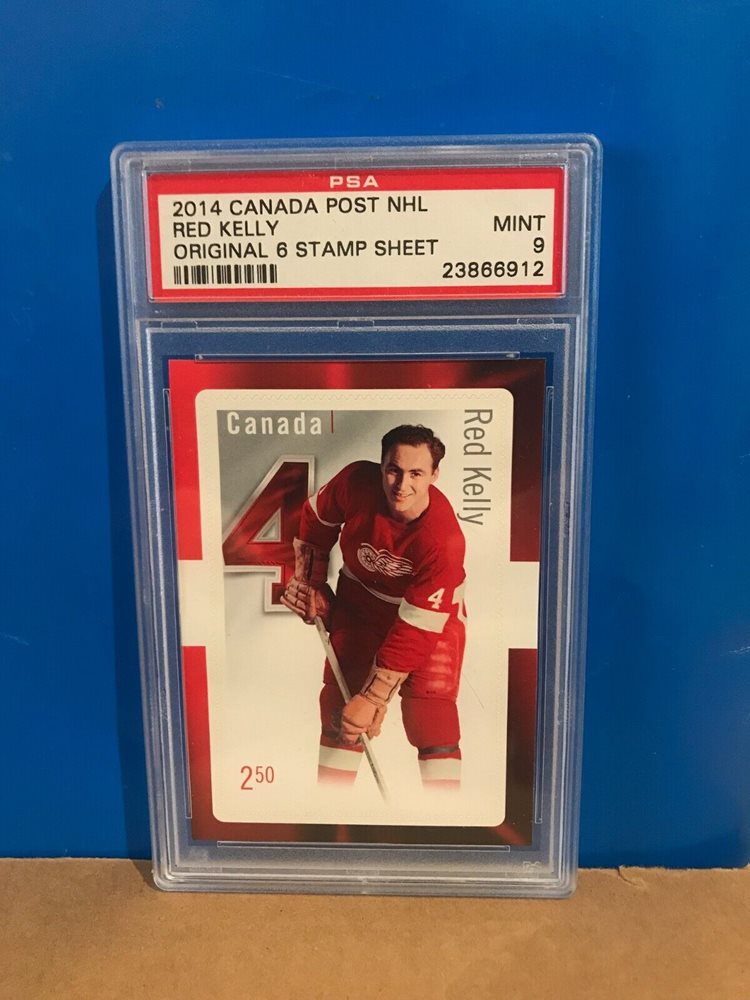 PSA
2014 CANADA POST NHL
RED KELLY MINT
ORIGINAL 6 STAMP SHEET 9
23866912
Canada
Red Kelly
4
4
2.50